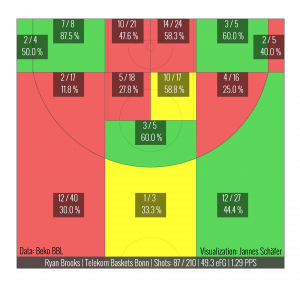 7 / 8
87.5 %
10 / 21
47.6 %
14 / 24
58.3 %
3 / 5
60.0 %
2 / 4
50.0 %
2 / 5
40.0 %
2 / 17
11.8 %
5 / 18
27.8 %
10 / 17
58.8 %
4 / 16
25.0 %
3 / 5
60.0 %
12 / 40
30.0 %
1 / 3
33.3 %
12 / 27
44.4 %
Data: Beko BBL
Visualization: Jannes Schäfer
Ryan Brooks | Telekom Baskets Bonn | Shots: 87 / 210 | 49.3 eFG | 1.29 PPS